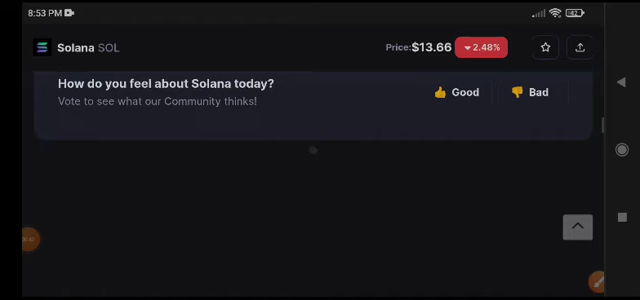 8:53 PM
Solana SOL
Price: $13.66 2.48%
How do you feel about Solana today?
Vote to see what our Community thinks!
Good
Bad